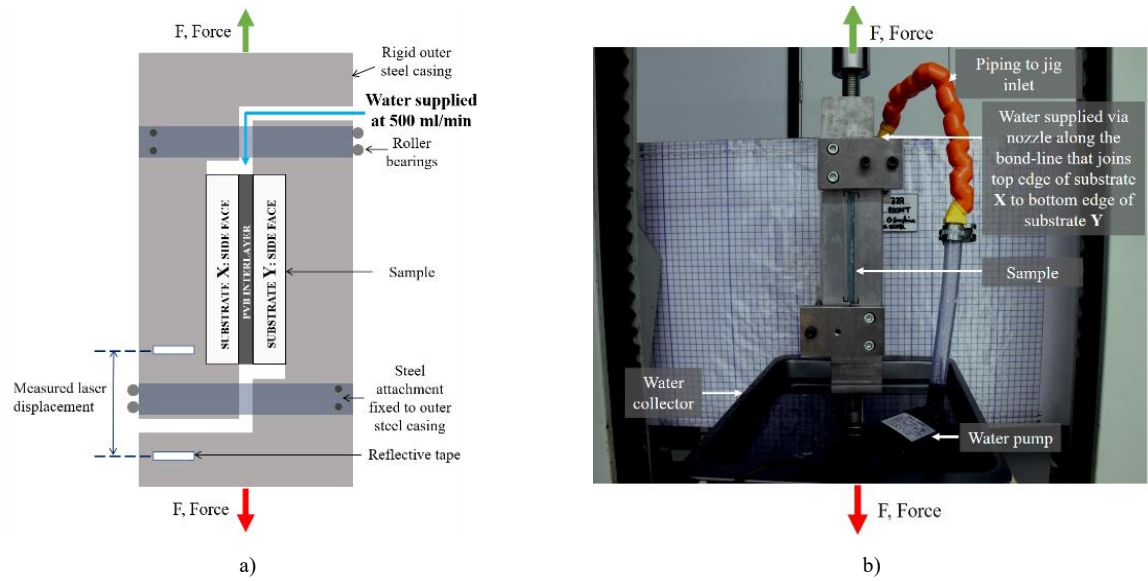 F, Force
Rigid outer
steel casing
Water supplied
at 500 ml/min
Roller
bearings
SUBSTRATE X: SIDE FACE
PVB INTERLAYER
SUBSTRATE Y: SIDE FACE
Sample
Measured laser
displacement
Steel
attachment
fixed to outer
steel casing
Reflective tape
F, Force
a)
F, Force
Piping to jig
inlet
Water supplied via
nozzle along the
bond-line that joins
top edge of substrate
X to bottom edge of
substrate Y
Sample
Water
collector
Water pump
F, Force
b)